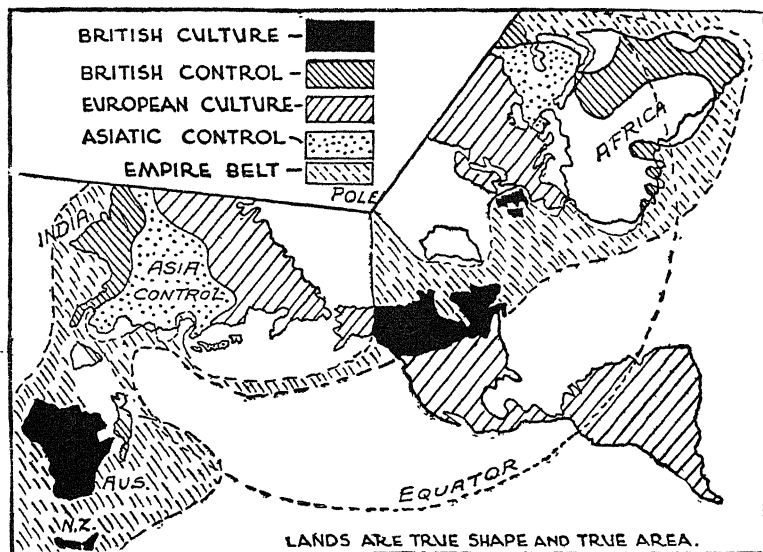 BRITISH CULTURE
BRITISH CONTROL
EUROPEAN CULTURE
ASIATIC CONTROL
EMPIRE BELT
POLE
AFRICA
INDIA
ASIA
CONTROL
EQUATOR
AUS.
N.Z.
LANDS ARE TRUE SHAPE AND TRUE AREA.